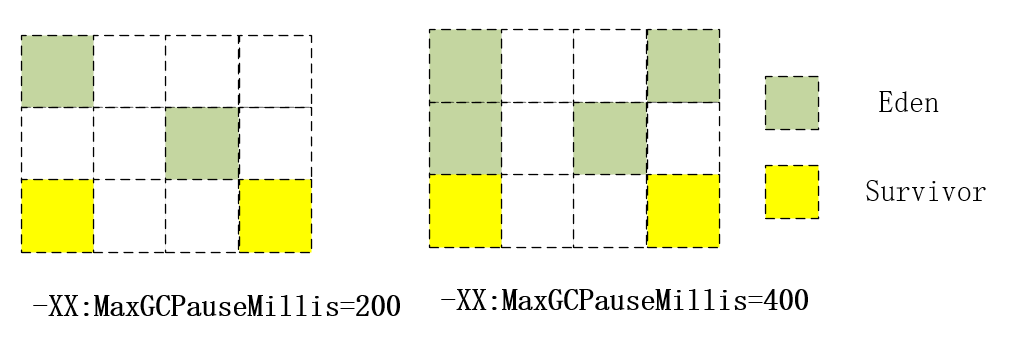 Eden
Survivor
-XX:MaxGCPauseMillis=200
-XX:MaxGCPauseMillis=400